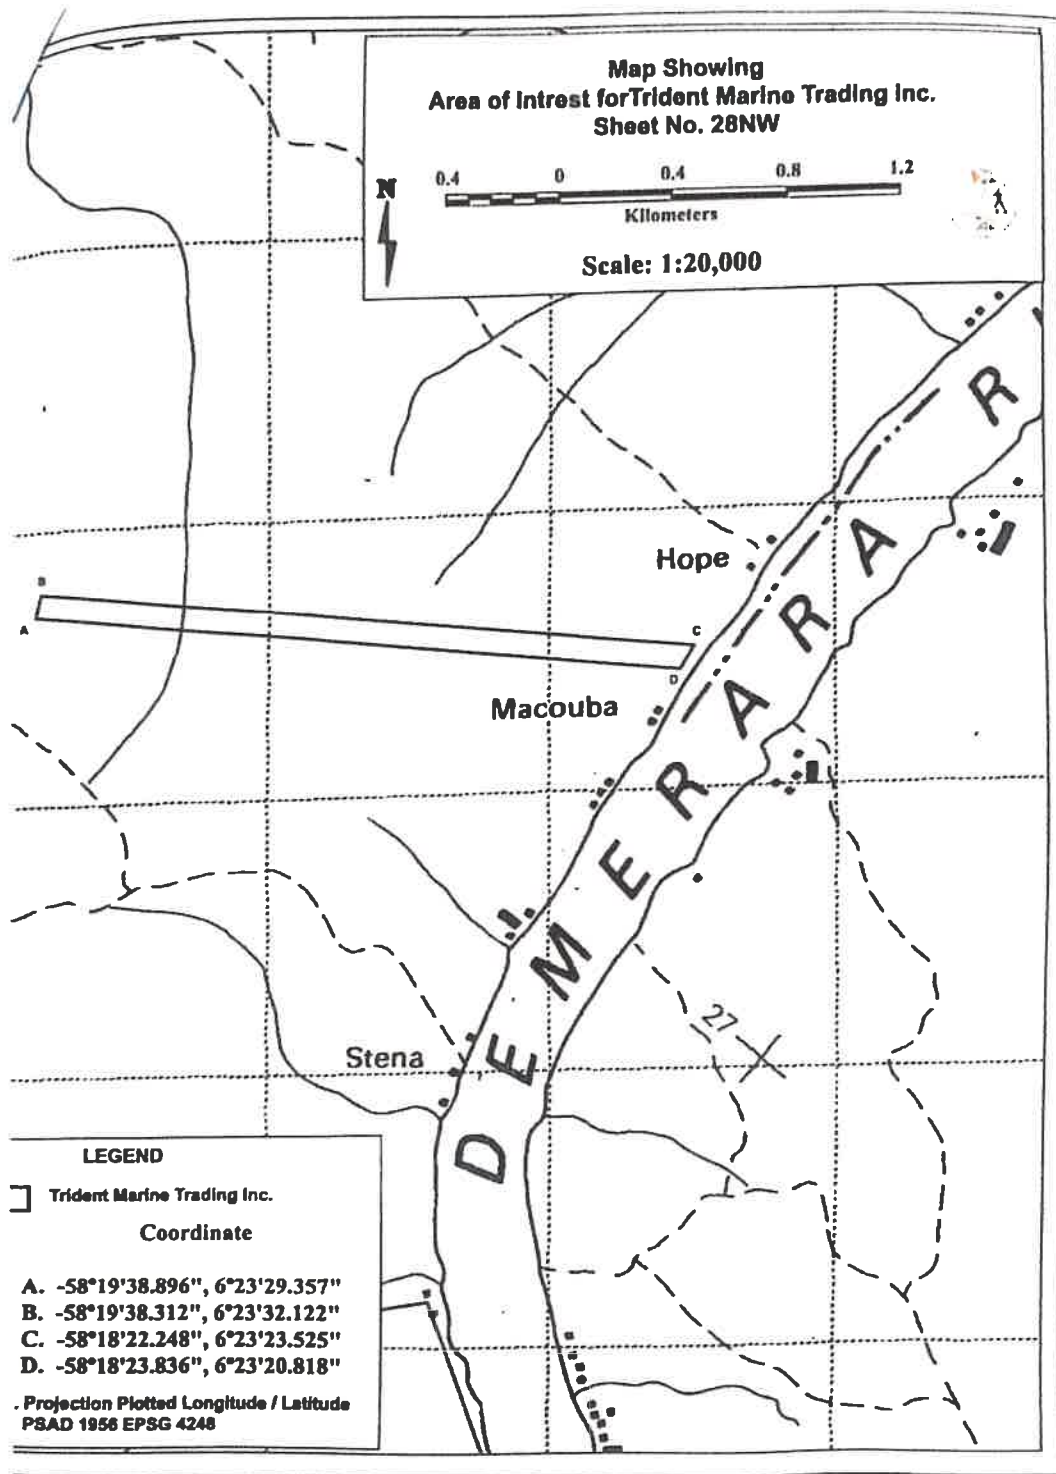 Map Showing
Area of Intrest forTrident Marine Trading Inc.
Sheet No. 28NW
0.4 0 0.4 0.8 1.2
Kilometers
N
Scale: 1:20,000
R
A
Hope
R
B
A
C
D
A
Macouba
R
E
M
27
Stena
E
D
LEGEND
Trident Marine Trading Inc.
Coordinate
A. -58°19'38.896", 6°23'29.357"
B. -58°19'38.312", 6°23'32.122"
C. -58°18'22.248", 6°23'23.525"
D. -58°18'23.836", 6°23'20.818"
. Projection Plotted Longitude / Latitude
PSAD 1956 EPSG 4248